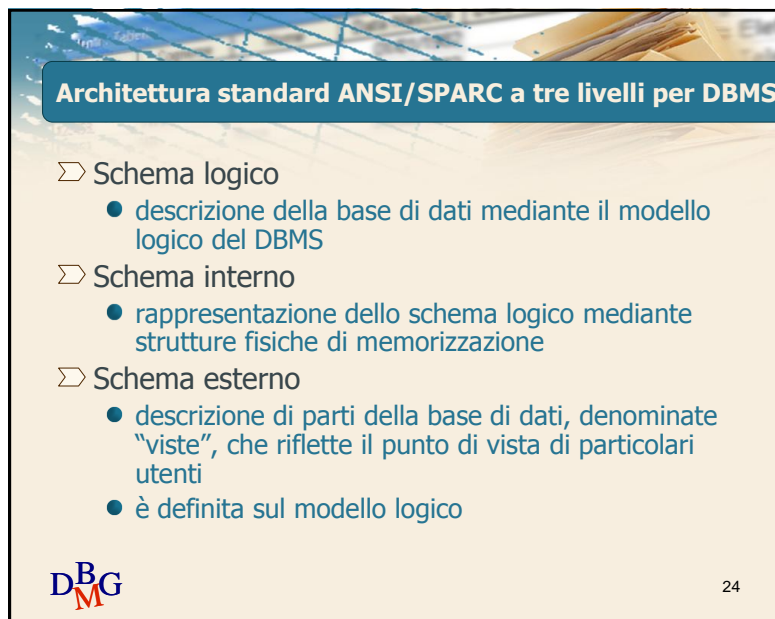 Architettura standard ANSI/SPARC a tre livelli per DBMS
Schema logico
descrizione della base di dati mediante il modello
logico del DBMS
Schema interno
rappresentazione dello schema logico mediante
strutture fisiche di memorizzazione
Schema esterno
descrizione di parti della base di dati, denominate
“viste”, che riflette il punto di vista di particolari
utenti
è definita sul modello logico
DBMG
24